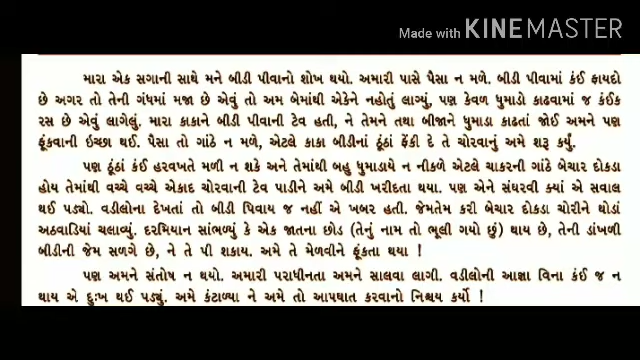 Made with KINEMASTER
મારા એક સગાની સાથે મને બીડી પીવાનો શોખ થયો. અમારી પાસે પૈસા ન મળે. બીડી પીવામાં કંઈ ફાયદો
છે અગર તો તેની ગંધમાં મજા છે એવું તો અમ બેમાંથી એકેને નહોતું લાગ્યું, પણ કેવળ ધુમાડો કાઢવામાં જ કંઈક
રસ છે એવું લાગેલું. મારા કાકાને બીડી પીવાની ટેવ હતી, ને તેમને તથા બીજાને ધુમાડા કાઢતાં જોઈ અમને પણ
ફૂંકવાની ઇચ્છા થઈ. પૈસા તો ગાંઠે ન મળે, એટલે કાકા બીડીનાં ઠૂંઠાં ફેંકી દે તે ચોરવાનું અમે શરૂ કર્યું.
પણ ઠૂંઠાં કંઈ હરવખતે મળી ન શકે અને તેમાંથી બહુ ધુમાડાયે ન નીકળે એટલે ચાકરની ગાંઠે બેચાર દોકડા
હોય તેમાંથી વચ્ચે વચ્ચે એકાદ ચોરવાની ટેવ પાડીને અમે બીડી ખરીદતા થયા. પણ એને સંઘરવી ક્યાં એ સવાલ
થઈ પડ્યો. વડીલોના દેખતાં તો બીડી પિવાય જ નહીં એ ખબર હતી. જેમતેમ કરી બેચાર દોકડા ચોરીને થોડાં
અઠવાડિયાં ચલાવ્યું. દરમિયાન સાંભળ્યું કે એક જાતના છોડ (તેનું નામ તો ભૂલી ગયો છું) થાય છે, તેની ડાંખળી
બીડીની જેમ સળગે છે, ને તે પી શકાય. અમે તે મેળવીને ફૂંકતા થયા !
પણ અમને સંતોષ ન થયો. અમારી પરાધીનતા અમને સાલવા લાગી. વડીલોની આજ્ઞા વિના કંઈ જ ન
થાય એ દુઃખ થઈ પડ્યું. અમે કંટાળ્યા ને અમે તો આપઘાત કરવાનો નિશ્ચય કર્યો !